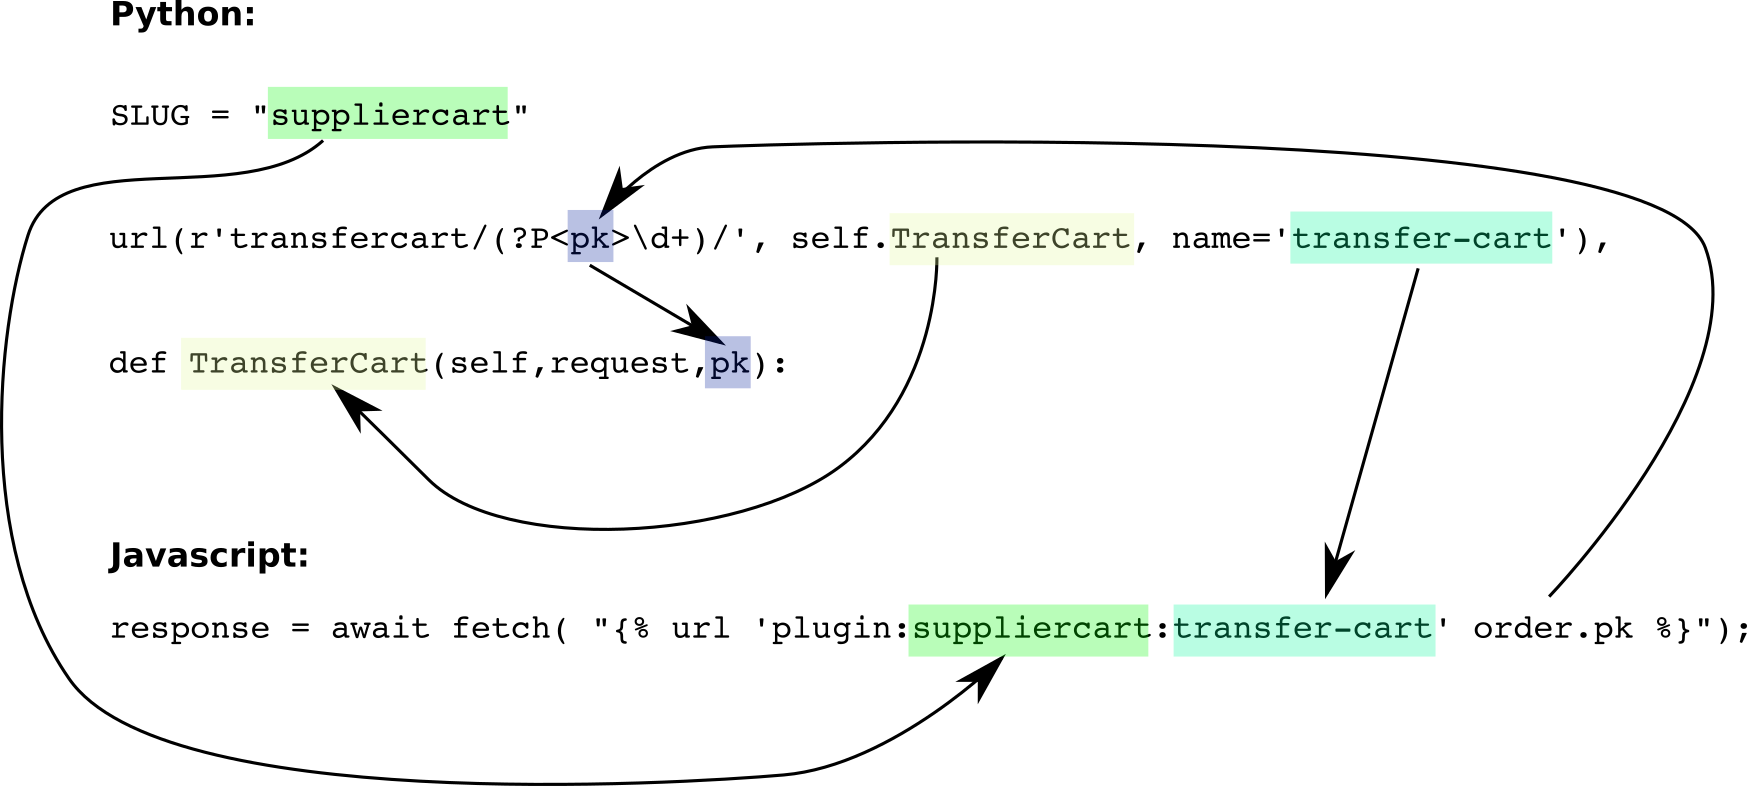 Python:
SLUG = "suppliercart"
url(r'transfercart/(?P<pk>\d+)/', self.TransferCart, name='transfer-cart'),
def TransferCart(self,request,pk):
Javascript:
response = await fetch( "{% url 'plugin:suppliercart:transfer-cart' order.pk %}");